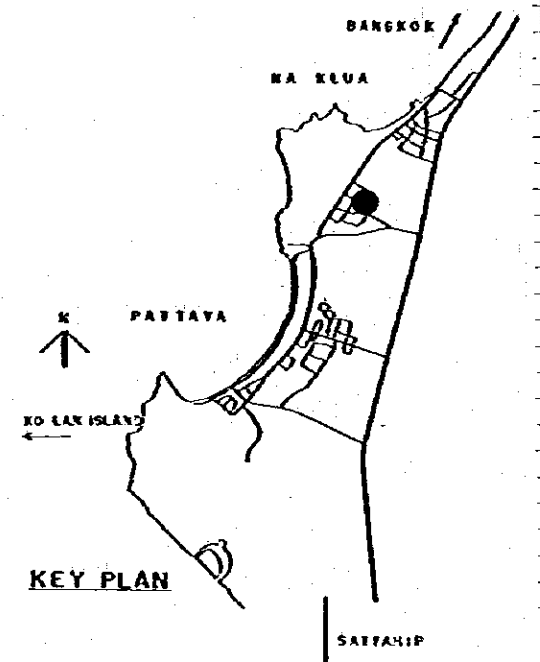 BANGKOK
NA KLUA
N
PATTAYA
KO LAN ISLAND
KEY PLAN
SATTAHIP